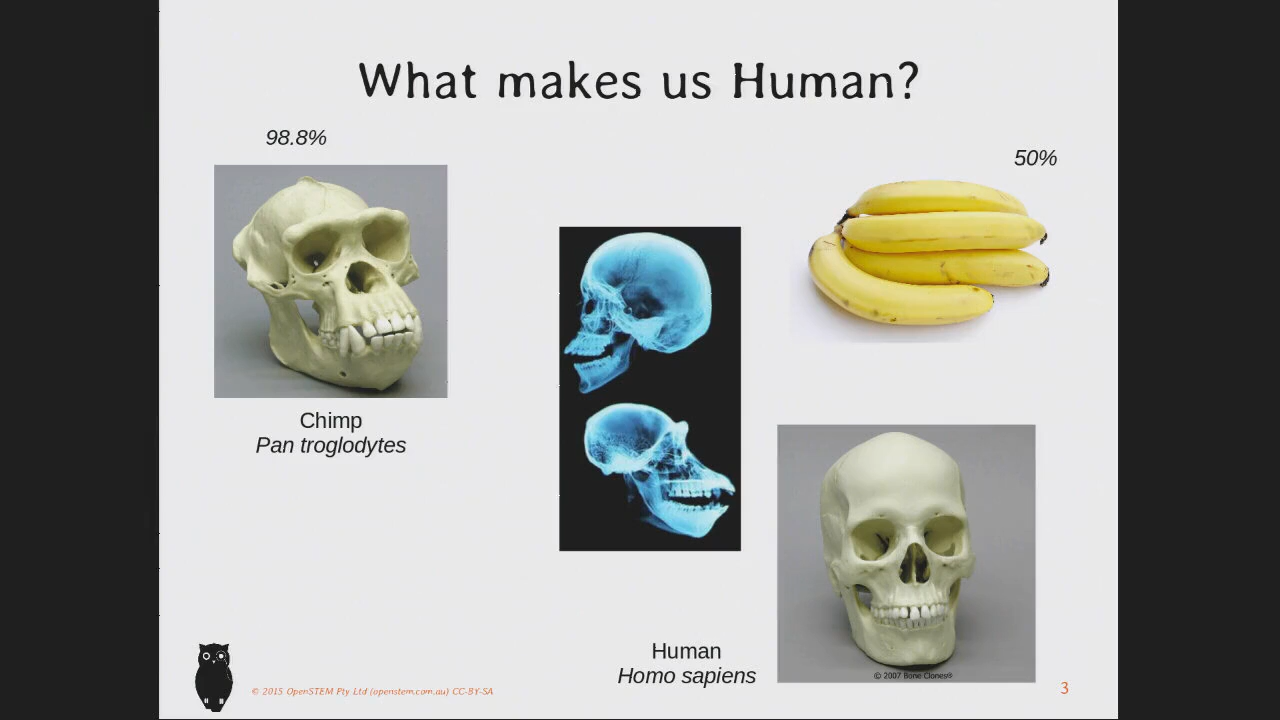 What makes us Human?
98.8%
50%
Chimp
Pan troglodytes
© 2007 Bone Clones®
Human
Homo sapiens
© 2015 OpenSTEM Pty Ltd (openstem.com.au) CC-BY-SA
3